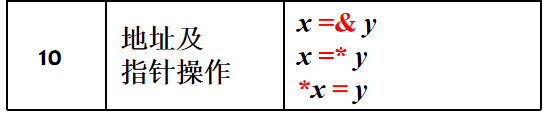 10
地址及
指针操作
x =& y
x =* y
*x = y